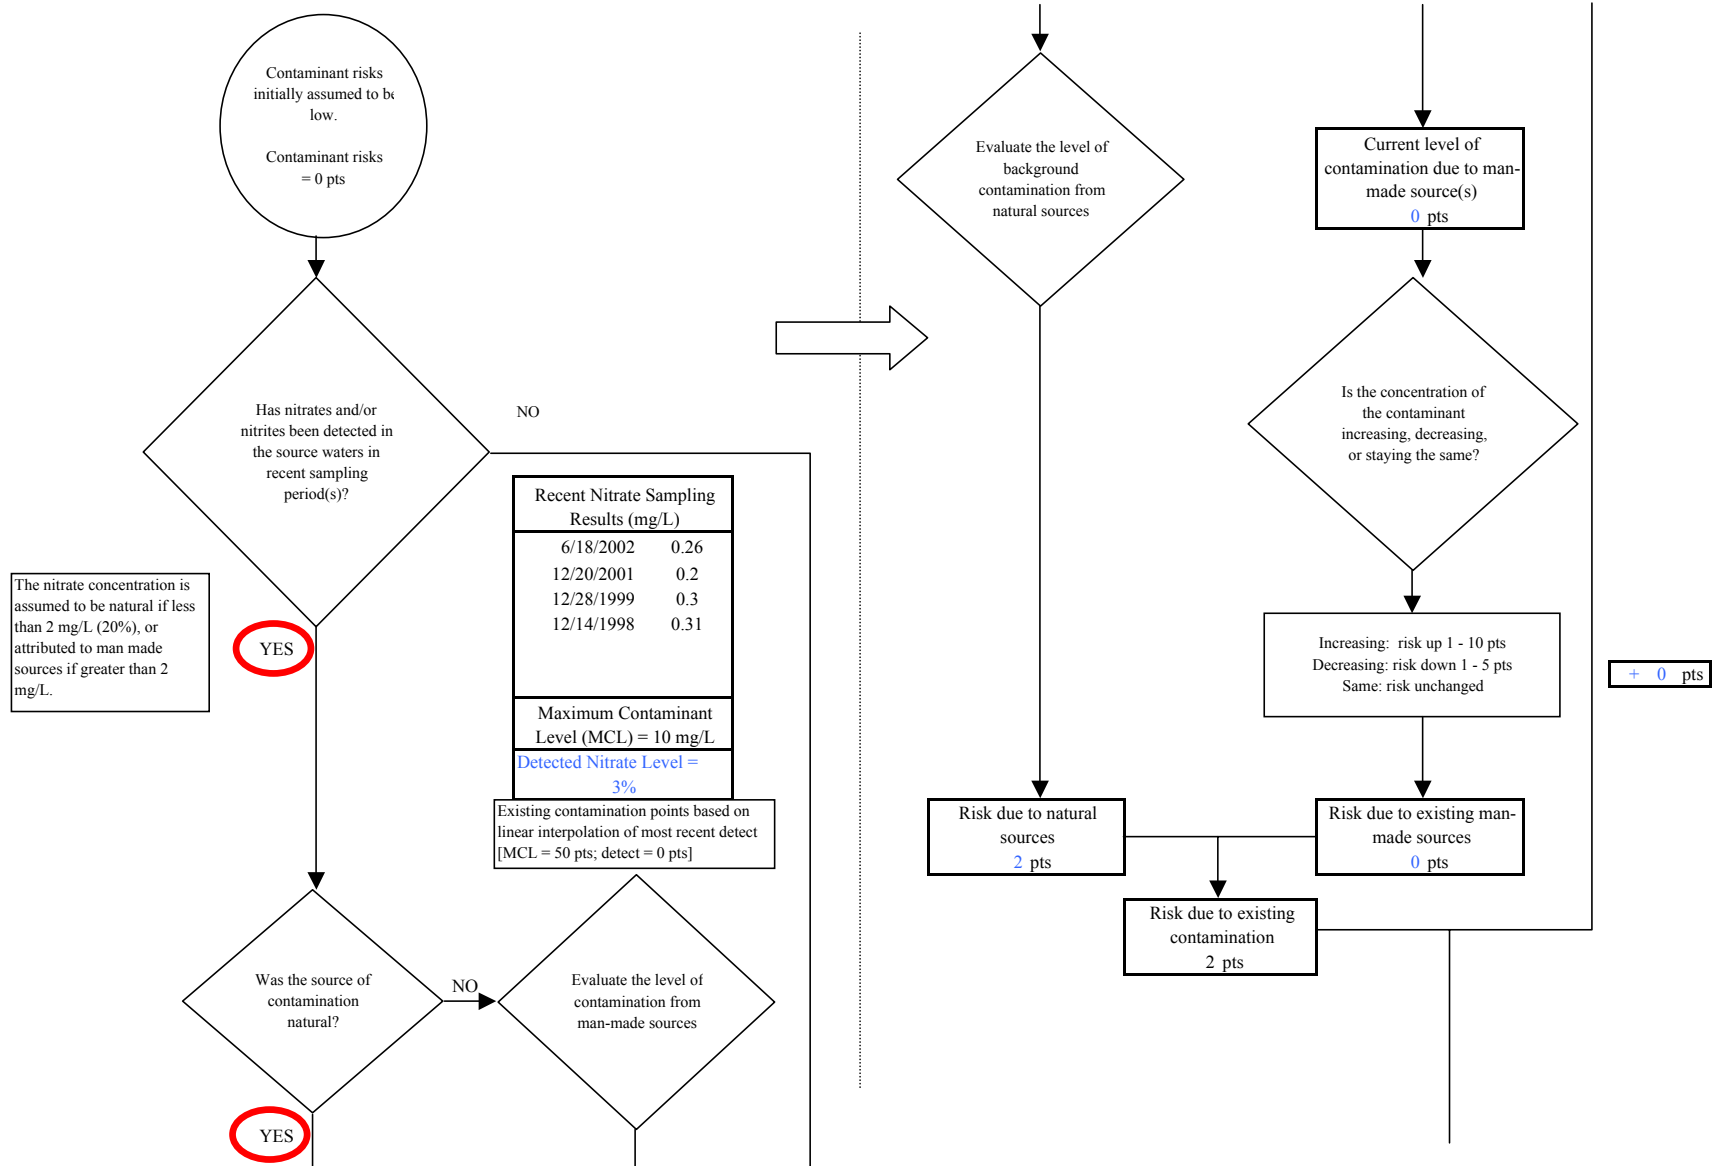 Contaminant risks
initially assumed to be
low.
Contaminant risks
= 0 pts
Has nitrates and/or
nitrites been detected in
the source waters in
recent sampling
period(s)?
NO
The nitrate concentration is
assumed to be natural if less
than 2 mg/L (20%), or
attributed to man made
sources if greater than 2
mg/L.
YES
Recent Nitrate Sampling
Results (mg/L)
6/18/2002 0.26
12/20/2001 0.2
12/28/1999 0.3
12/14/1998 0.31
Maximum Contaminant
Level (MCL) = 10 mg/L
Detected Nitrate Level =
3%
Existing contamination points based on
linear interpolation of most recent detect
[MCL = 50 pts; detect = 0 pts]
Was the source of
contamination
natural?
NO
Evaluate the level of
contamination from
man-made sources
YES
Evaluate the level of
background
contamination from
natural sources
Current level of
contamination due to man-
made source(s)
0 pts
Is the concentration of
the contaminant
increasing, decreasing,
or staying the same?
Increasing: risk up 1 - 10 pts
Decreasing: risk down 1 - 5 pts
Same: risk unchanged
+ 0 pts
Risk due to natural
sources
2 pts
Risk due to existing man-
made sources
0 pts
Risk due to existing
contamination
2 pts